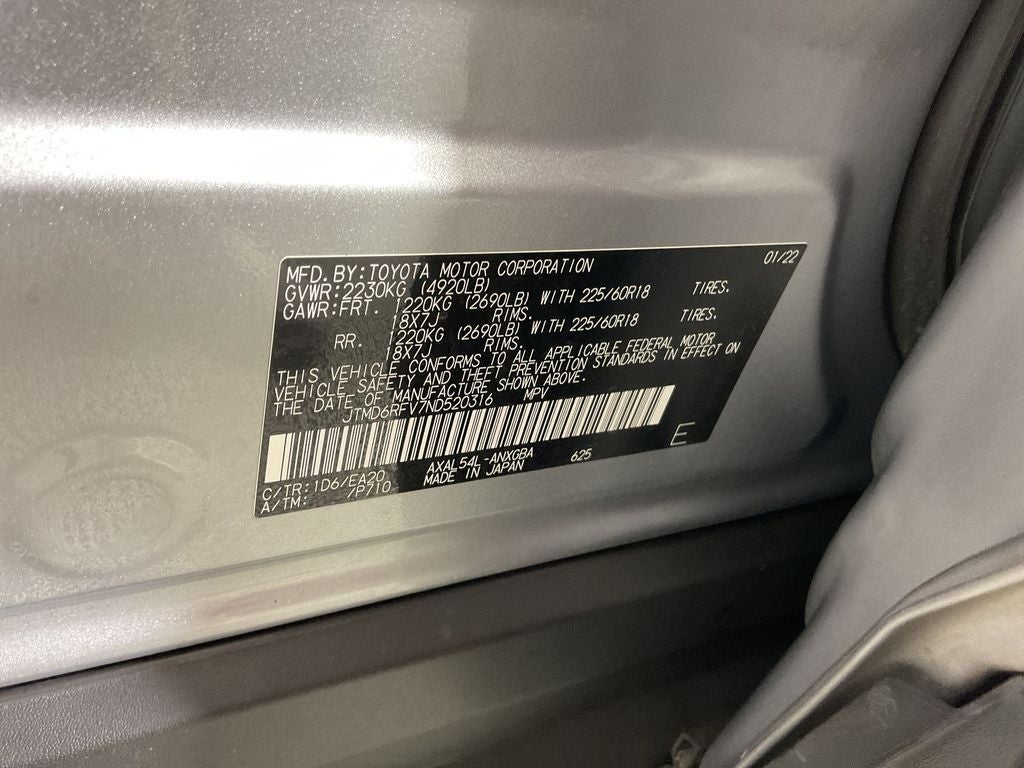 MFD. BY: TOYOTA MOTOR CORPORATION 01/22
GVWR: 2230KG (4920LB)
GAWR: FRT. 1220KG (2690LB) WITH 225/60R18 TIRES.
18X7J RIMS.
RR. 1220KG (2690LB) WITH 225/60R18 TIRES.
18X7J RIMS.
THIS VEHICLE CONFORMS TO ALL APPLICABLE FEDERAL MOTOR
VEHICLE SAFETY AND THEFT PREVENTION STANDARDS IN EFFECT ON
THE DATE OF MANUFACTURE SHOWN ABOVE.
JTMD6RFV7ND520316 MPV
E
C/TR: 1D6/EA20 AXAL54L-ANXGBA 625
A/TM: /P710 MADE IN JAPAN